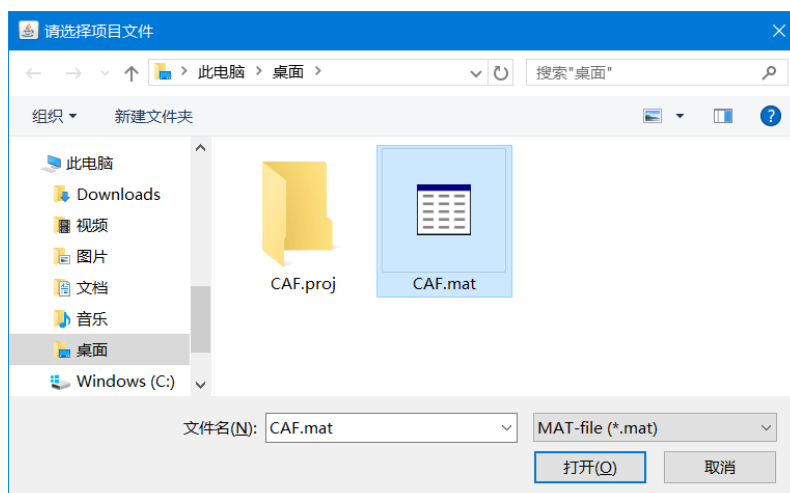 请选择项目文件
此电脑 > 桌面 >
搜索"桌面"
组织
新建文件夹
此电脑
Downloads
视频
图片
文档
音乐
桌面
Windows (C:)
CAF.proj
CAF.mat
文件名(N): CAF.mat
MAT-file (*.mat)
打开(O)
取消